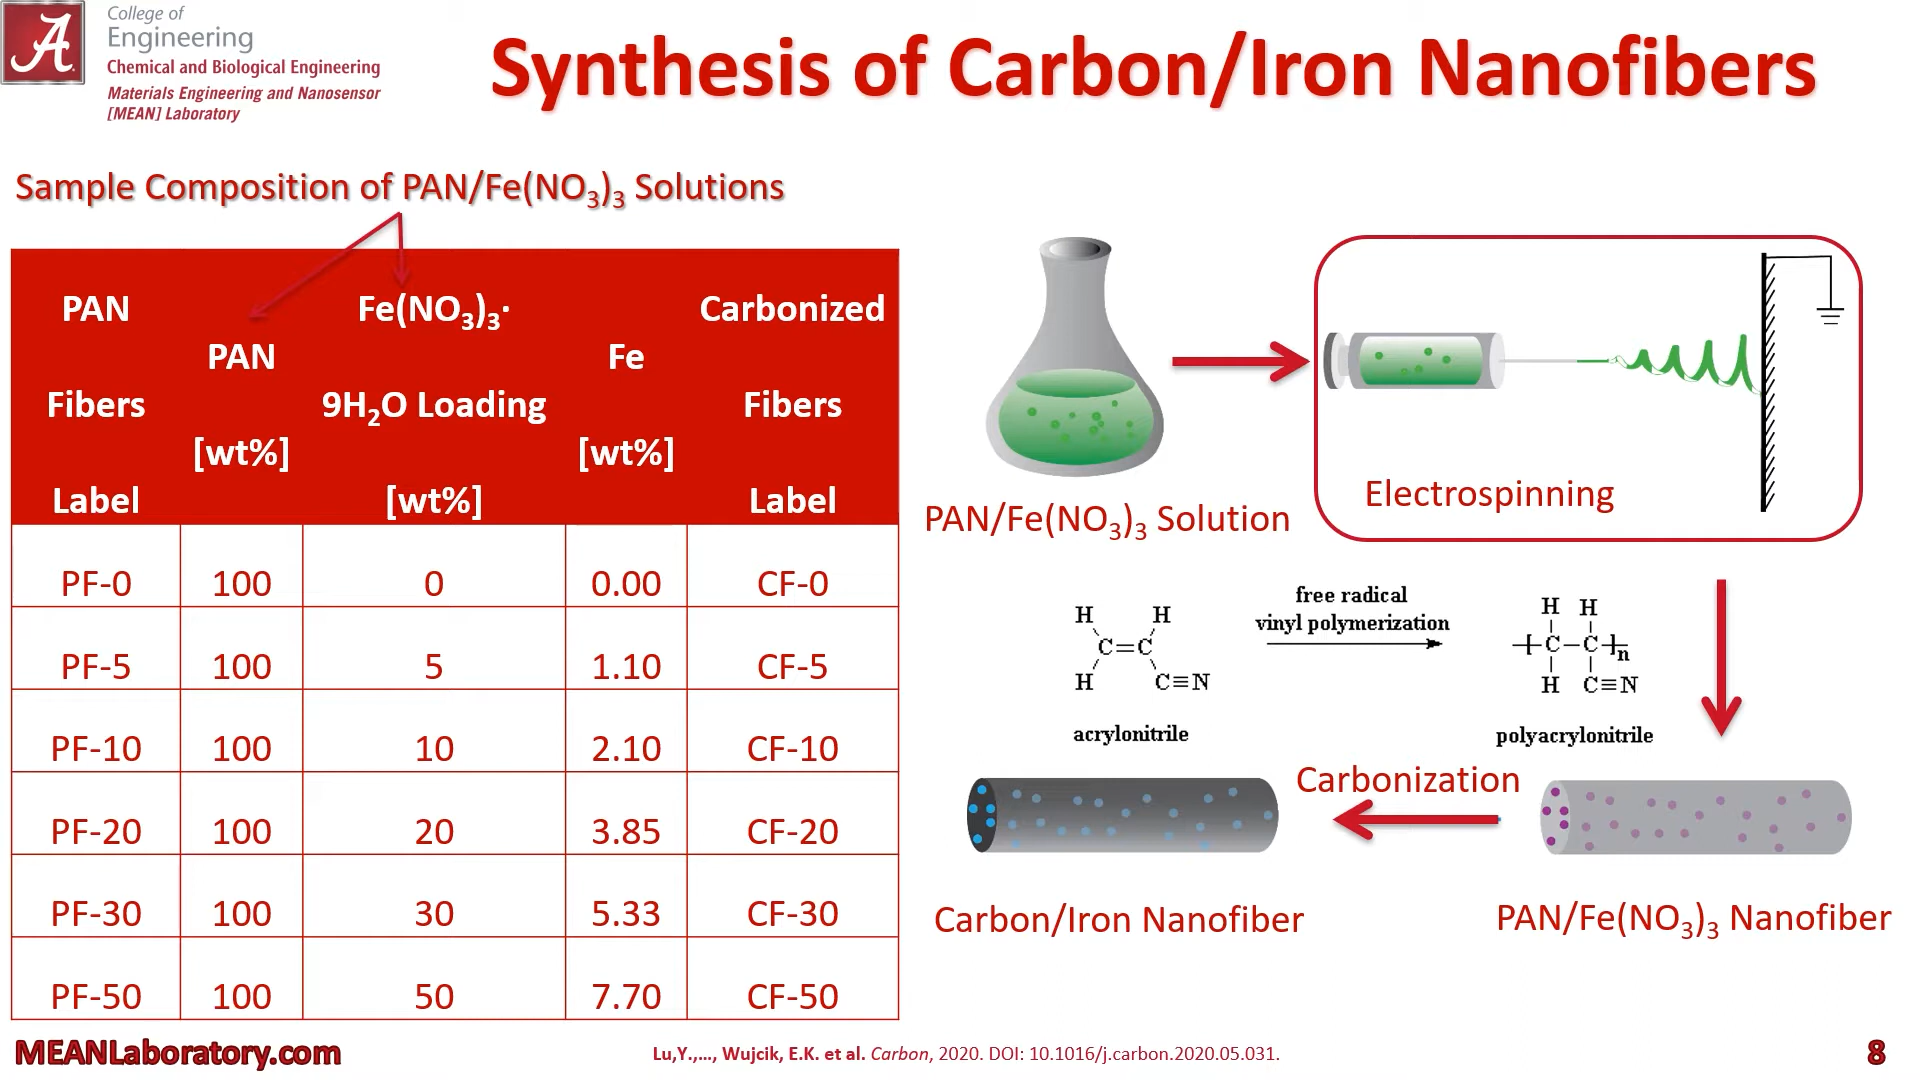 College of
Engineering
Chemical and Biological Engineering
Materials Engineering and Nanosensor
[MEAN] Laboratory
Synthesis of Carbon/Iron Nanofibers
Sample Composition of PAN/Fe(NO₃)₃ Solutions
PAN
Fibers
Label
PAN
[wt%]
Fe(NO₃)₃·
9H₂O Loading
[wt%]
Fe
[wt%]
Carbonized
Fibers
Label
PF-0 100 0 0.00 CF-0
PF-5 100 5 1.10 CF-5
PF-10 100 10 2.10 CF-10
PF-20 100 20 3.85 CF-20
PF-30 100 30 5.33 CF-30
PF-50 100 50 7.70 CF-50
PAN/Fe(NO₃)₃ Solution
Electrospinning
H H
C=C
H C≡N
acrylonitrile
free radical
vinyl polymerization
H H
[C–C]n
H C≡N
polyacrylonitrile
Carbonization
Carbon/Iron Nanofiber
PAN/Fe(NO₃)₃ Nanofiber
MEANLaboratory.com
Lu,Y.,…, Wujcik, E.K. et al. Carbon, 2020. DOI: 10.1016/j.carbon.2020.05.031.
8